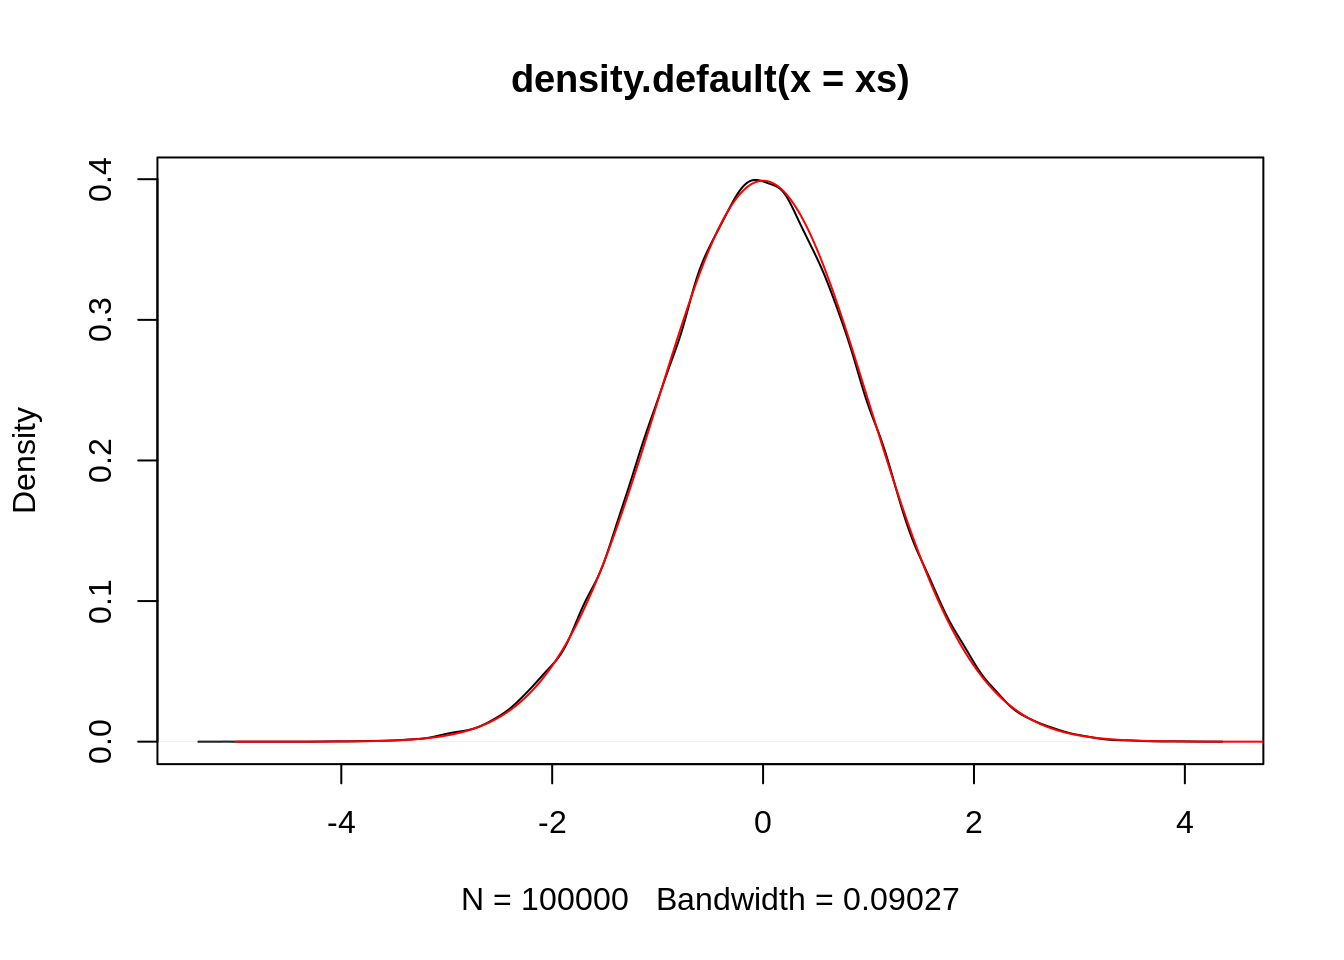 density.default(x = xs)
Density
0.4
0.3
0.2
0.1
0.0
-4 -2 0 2 4
N = 100000 Bandwidth = 0.09027